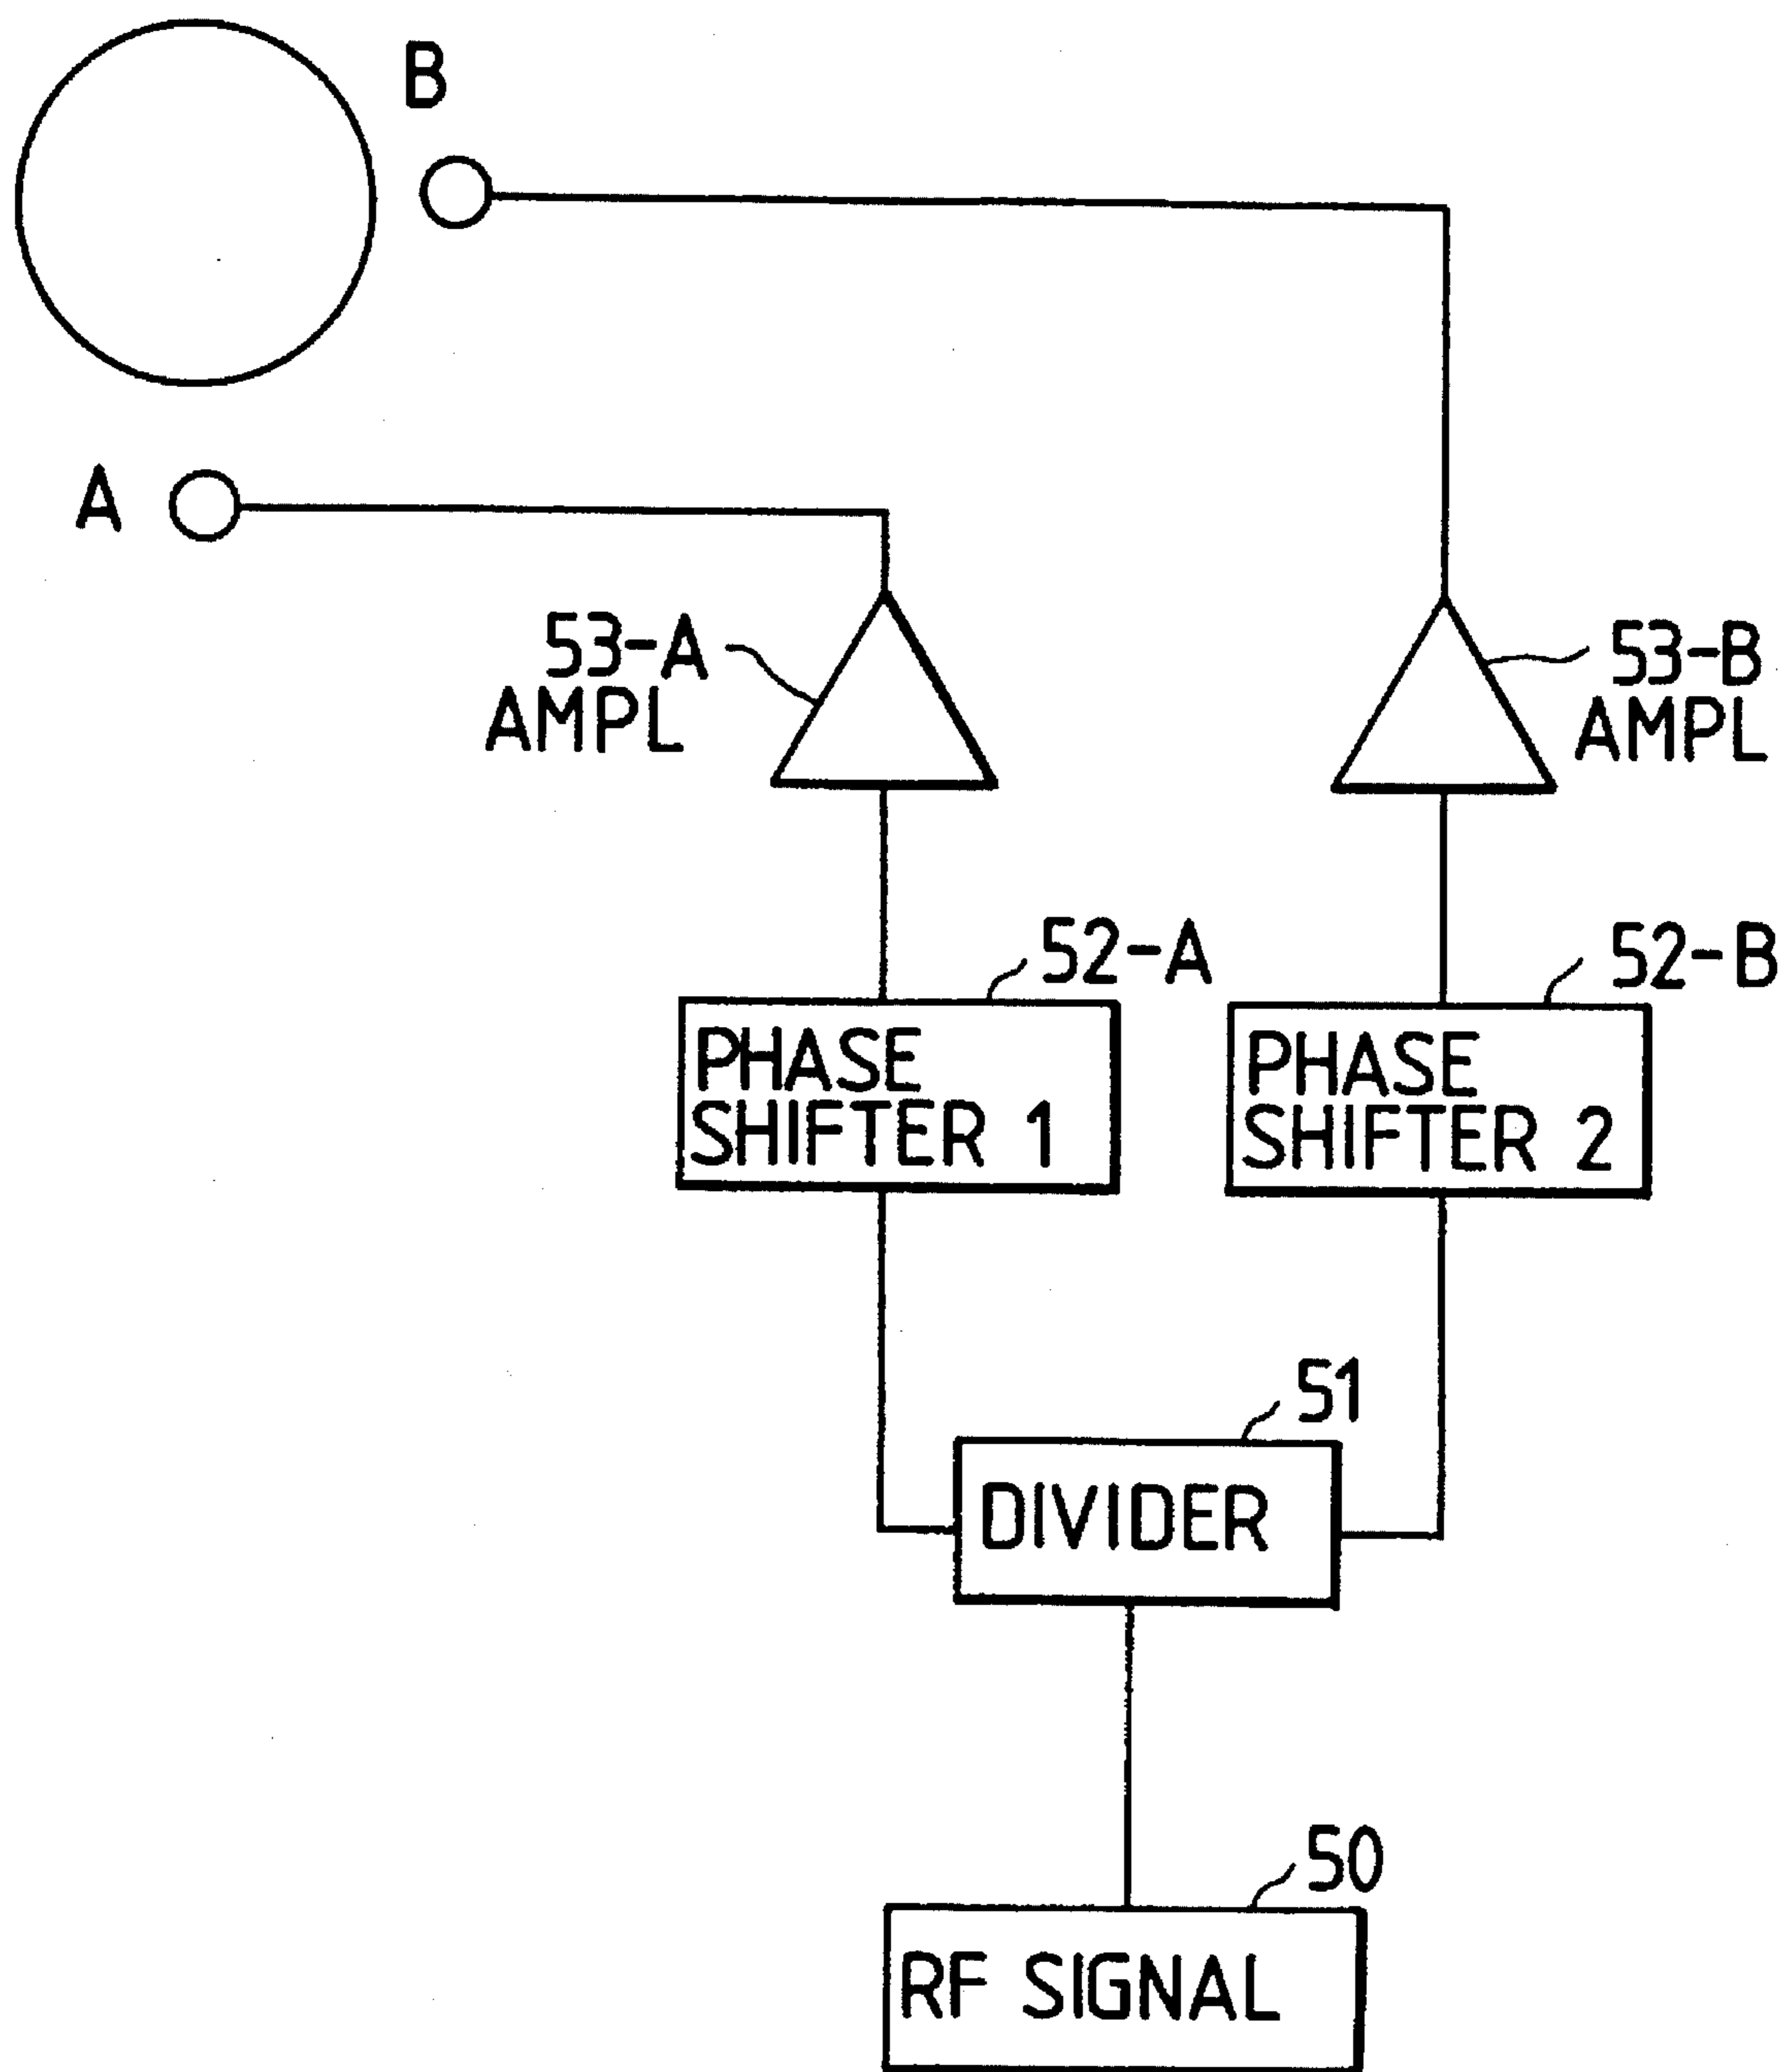 B
A
53-A
AMPL
53-B
AMPL
52-A
52-B
PHASE
SHIFTER 1
PHASE
SHIFTER 2
51
DIVIDER
50
RF SIGNAL